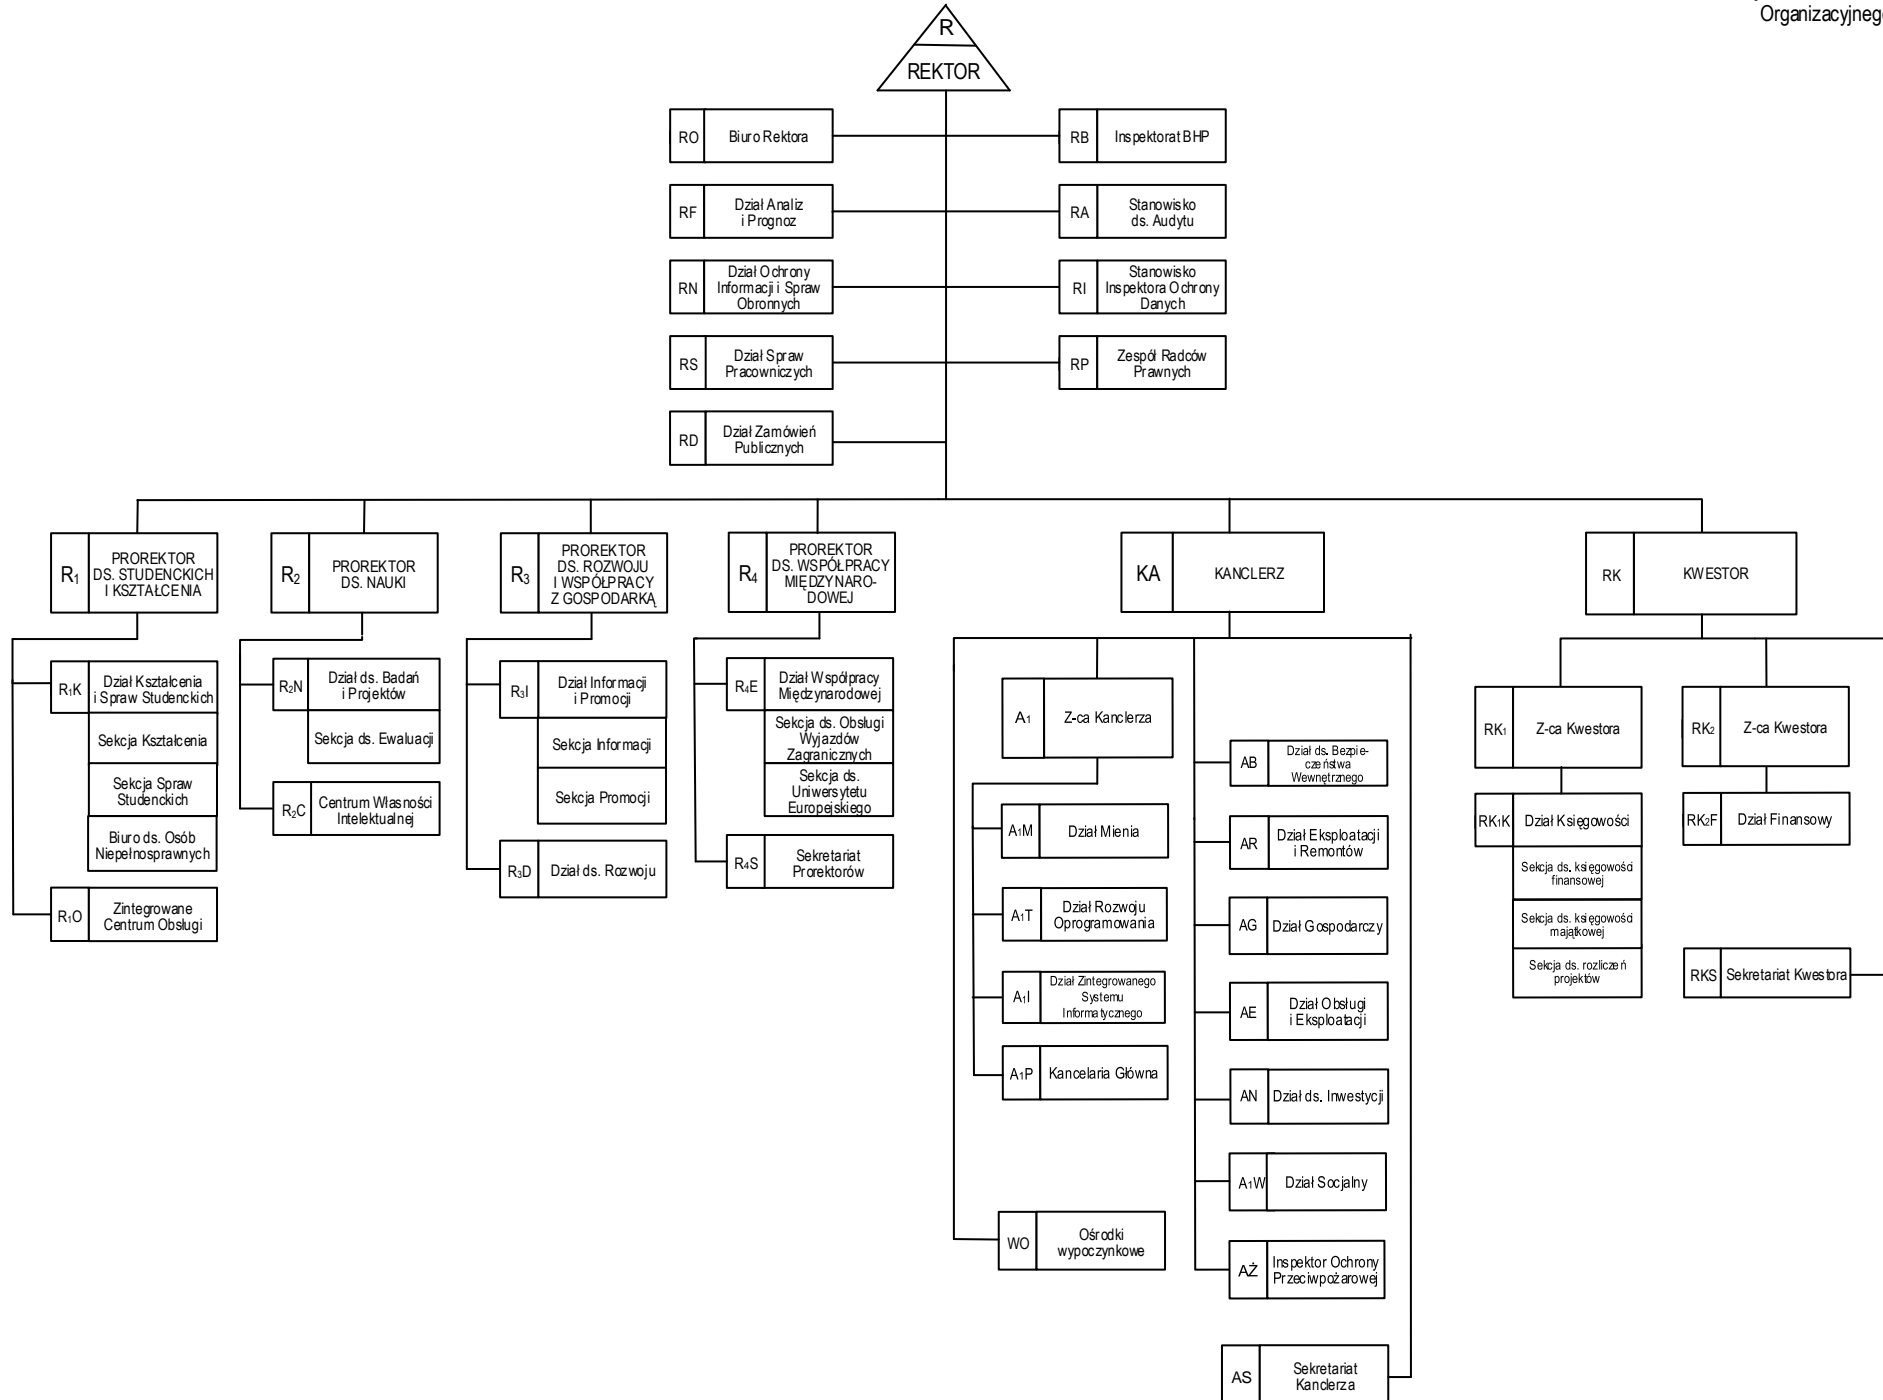 Organizacyjnego
R
REKTOR
RO
Biuro Rektora
RB
Inspektorat BHP
RF
Dział Analiz
i Prognoz
RA
Stanowisko
ds. Audytu
RN
Dział Ochrony
Informacji i Spraw
Obronnych
RI
Stanowisko
Inspektora Ochrony
Danych
RS
Dział Spraw
Pracowniczych
RP
Zespół Radców
Prawnych
RD
Dział Zamówień
Publicznych
R1
PROREKTOR
DS. STUDENCKICH
I KSZTAŁCENIA
R2
PROREKTOR
DS. NAUKI
R3
PROREKTOR
DS. ROZWOJU
I WSPÓŁPRACY
Z GOSPODARKĄ
R4
PROREKTOR
DS. WSPÓŁPRACY
MIĘDZYNARO-
DOWEJ
KA
KANCLERZ
RK
KWESTOR
R1K
Dział Kształcenia
i Spraw Studenckich
Sekcja Kształcenia
Sekcja Spraw
Studenckich
Biuro ds. Osób
Niepełnosprawnych
R1O
Zintegrowane
Centrum Obsługi
R2N
Dział ds. Badań
i Projektów
Sekcja ds. Ewaluacji
R2C
Centrum Własności
Intelektualnej
R3I
Dział Informacji
i Promocji
Sekcja Informacji
Sekcja Promocji
R3D
Dział ds. Rozwoju
R4E
Dział Współpracy
Międzynarodowej
Sekcja ds. Obsługi
Wyjazdów
Zagranicznych
Sekcja ds.
Uniwersytetu
Europejskiego
R4S
Sekretariat
Prorektorów
A1
Z-ca Kanclerza
A1M
Dział Mienia
A1T
Dział Rozwoju
Oprogramowania
A1I
Dział Zintegrowanego
Systemu
Informatycznego
A1P
Kancelaria Główna
WO
Ośrodki
wypoczynkowe
AB
Dział ds. Bezpie-
czeństwa
Wewnętrznego
AR
Dział Eksploatacji
i Remontów
AG
Dział Gospodarczy
AE
Dział Obsługi
i Eksploatacji
AN
Dział ds. Inwestycji
A1W
Dział Socjalny
AŻ
Inspektor Ochrony
Przeciwpożarowej
AS
Sekretariat
Kanclerza
RK1
Z-ca Kwestora
RK1K
Dział Księgowości
Sekcja ds. księgowości
finansowej
Sekcja ds. księgowości
majątkowej
Sekcja ds. rozliczeń
projektów
RK2
Z-ca Kwestora
RK2F
Dział Finansowy
RKS
Sekretariat Kwestora